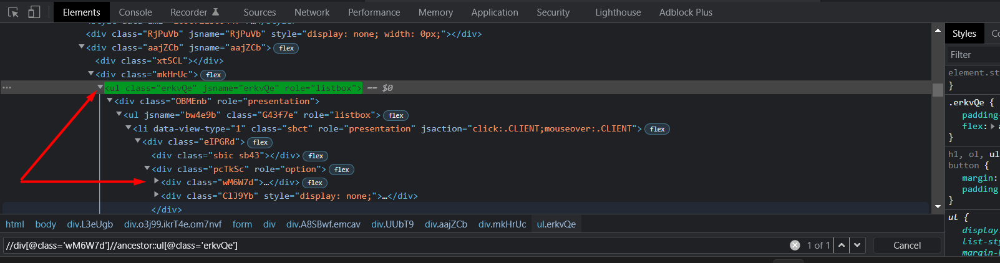 Elements Console Recorder Sources Network Performance Memory Application Security Lighthouse Adblock Plus
<div class="RjPuVb" jsname="RjPuVb" style="display: none; width: 0px;"></div>
Styles
<div class="aajZCb" jsname="aajZCb"> flex
<div class="xtSCL"></div>
Filter
<div class="mkHrUc"> flex
element.st
<ul class="erkvQe" jsname="erkvQe" role="listbox"> == $0
}
<div class="OBMEnb" role="presentation">
.erkvQe {
<ul jsname="bw4e9b" class="G43f7e" role="listbox"> flex
padding-
<li data-view-type="1" class="sbct" role="presentation" jsaction="click:.CLIENT;mouseover:.CLIENT"> flex
flex:
}
<div class="eIPGRd"> flex
<div class="sbic sb43"></div> flex
h1, ol, ul
<div class="pcTkSc" role="option"> flex
button {
<div class="wM6W7d">…</div> flex
margin:
<div class="ClJ9Yb" style="display: none;">…</div>
padding
}
</div>
ul {
html body div.L3eUgb div.o3j99.ikrT4e.om7nvf form div div.A8SBwf.emcav div.UUbT9 div.aajZCb div.mkHrUc ul.erkvQe
display:
list-sty
//div[@class='wM6W7d']//ancestor::ul[@class='erkvQe'] 1 of 1 Cancel
margin-b